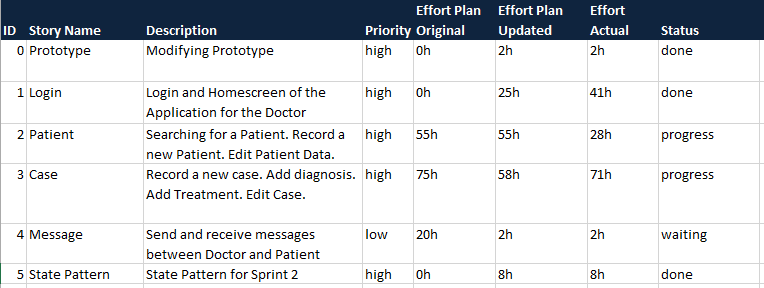 Effort Plan Effort Plan Effort
ID Story Name Description Priority Original Updated Actual Status
0 Prototype Modifying Prototype high 0h 2h 2h done
1 Login Login and Homescreen of the high 0h 25h 41h done
Application for the Doctor
2 Patient Searching for a Patient. Record a high 55h 55h 28h progress
new Patient. Edit Patient Data.
3 Case Record a new case. Add diagnosis. high 75h 58h 71h progress
Add Treatment. Edit Case.
4 Message Send and receive messages low 20h 2h 2h waiting
between Doctor and Patient
5 State Pattern State Pattern for Sprint 2 high 0h 8h 8h done